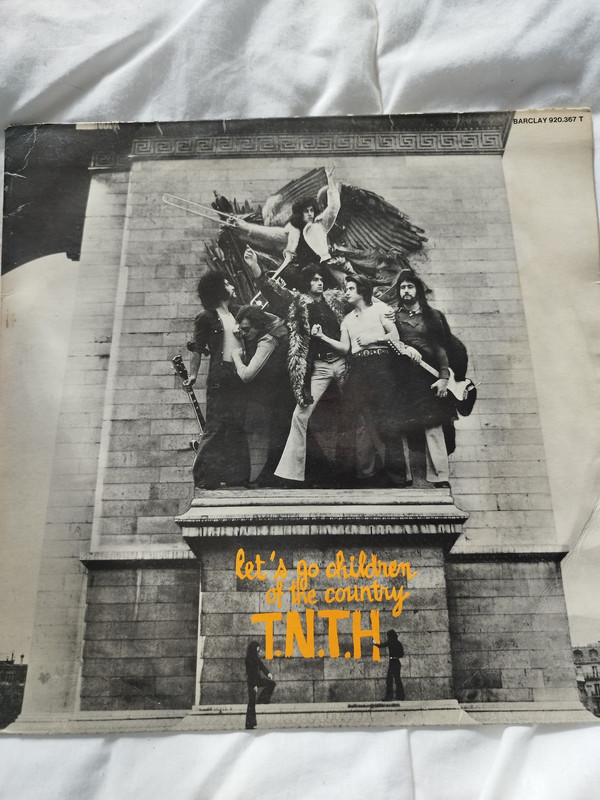 BARCLAY 920.367 T
let's go children
of the country
T.N.T.H